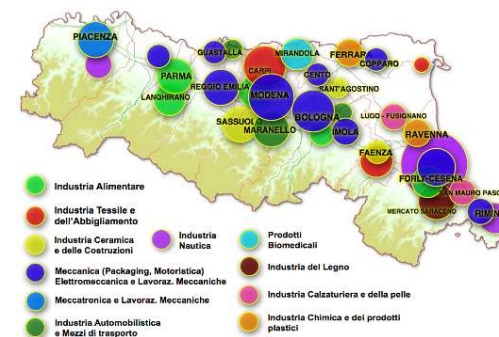 PIACENZA
GUASTALLA
MIRANDOLA
FERRARA
COPPARO
PARMA
CARPI
CENTO
LANGHIRANO
REGGIO EMILIA
MODENA
SANT'AGOSTINO
BOLOGNA
LUGO - FUSIGNANO
SASSUOLO
MARANELLO
IMOLA
RAVENNA
FAENZA
FORLI-CESENA
SAN MAURO PASC
MERCATO SARACENO
RIMIN
Industria Alimentare
Industria Tessile e
dell'Abbigliamento
Industria Ceramica
e delle Costruzioni
Meccanica (Packaging, Motoristica)
Elettromeccanica e Lavoraz. Meccaniche
Meccatronica e Lavoraz. Meccaniche
Industria Automobilistica
e Mezzi di trasporto
Industria
Nautica
Prodotti
Biomedicali
Industria del Legno
Industria Calzaturiera e della pelle
Industria Chimica e dei prodotti
plastici